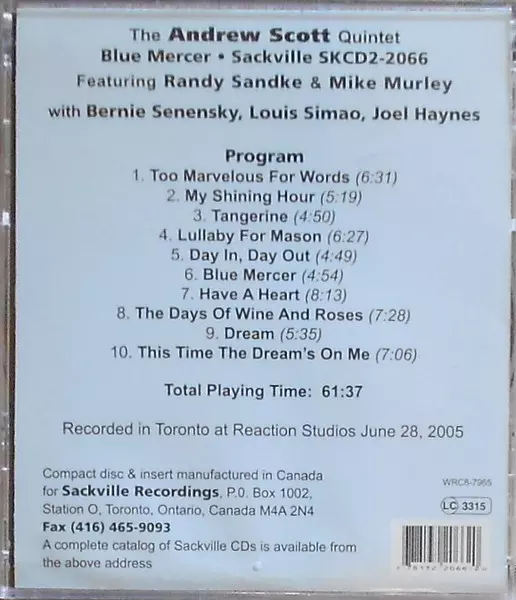 The Andrew Scott Quintet
Blue Mercer • Sackville SKCD2-2066
Featuring Randy Sandke & Mike Murley
with Bernie Senensky, Louis Simao, Joel Haynes
Program
1. Too Marvelous For Words (6:31)
2. My Shining Hour (5:19)
3. Tangerine (4:50)
4. Lullaby For Mason (6:27)
5. Day In, Day Out (4:49)
6. Blue Mercer (4:54)
7. Have A Heart (8:13)
8. The Days Of Wine And Roses (7:28)
9. Dream (5:35)
10. This Time The Dream's On Me (7:06)
Total Playing Time: 61:37
Recorded in Toronto at Reaction Studios June 28, 2005
Compact disc & insert manufactured in Canada
for Sackville Recordings, P.O. Box 1002,
Station O, Toronto, Ontario, Canada M4A 2N4
Fax (416) 465-9093
A complete catalog of Sackville CDs is available from
the above address
WRC8-7965
LC 3315